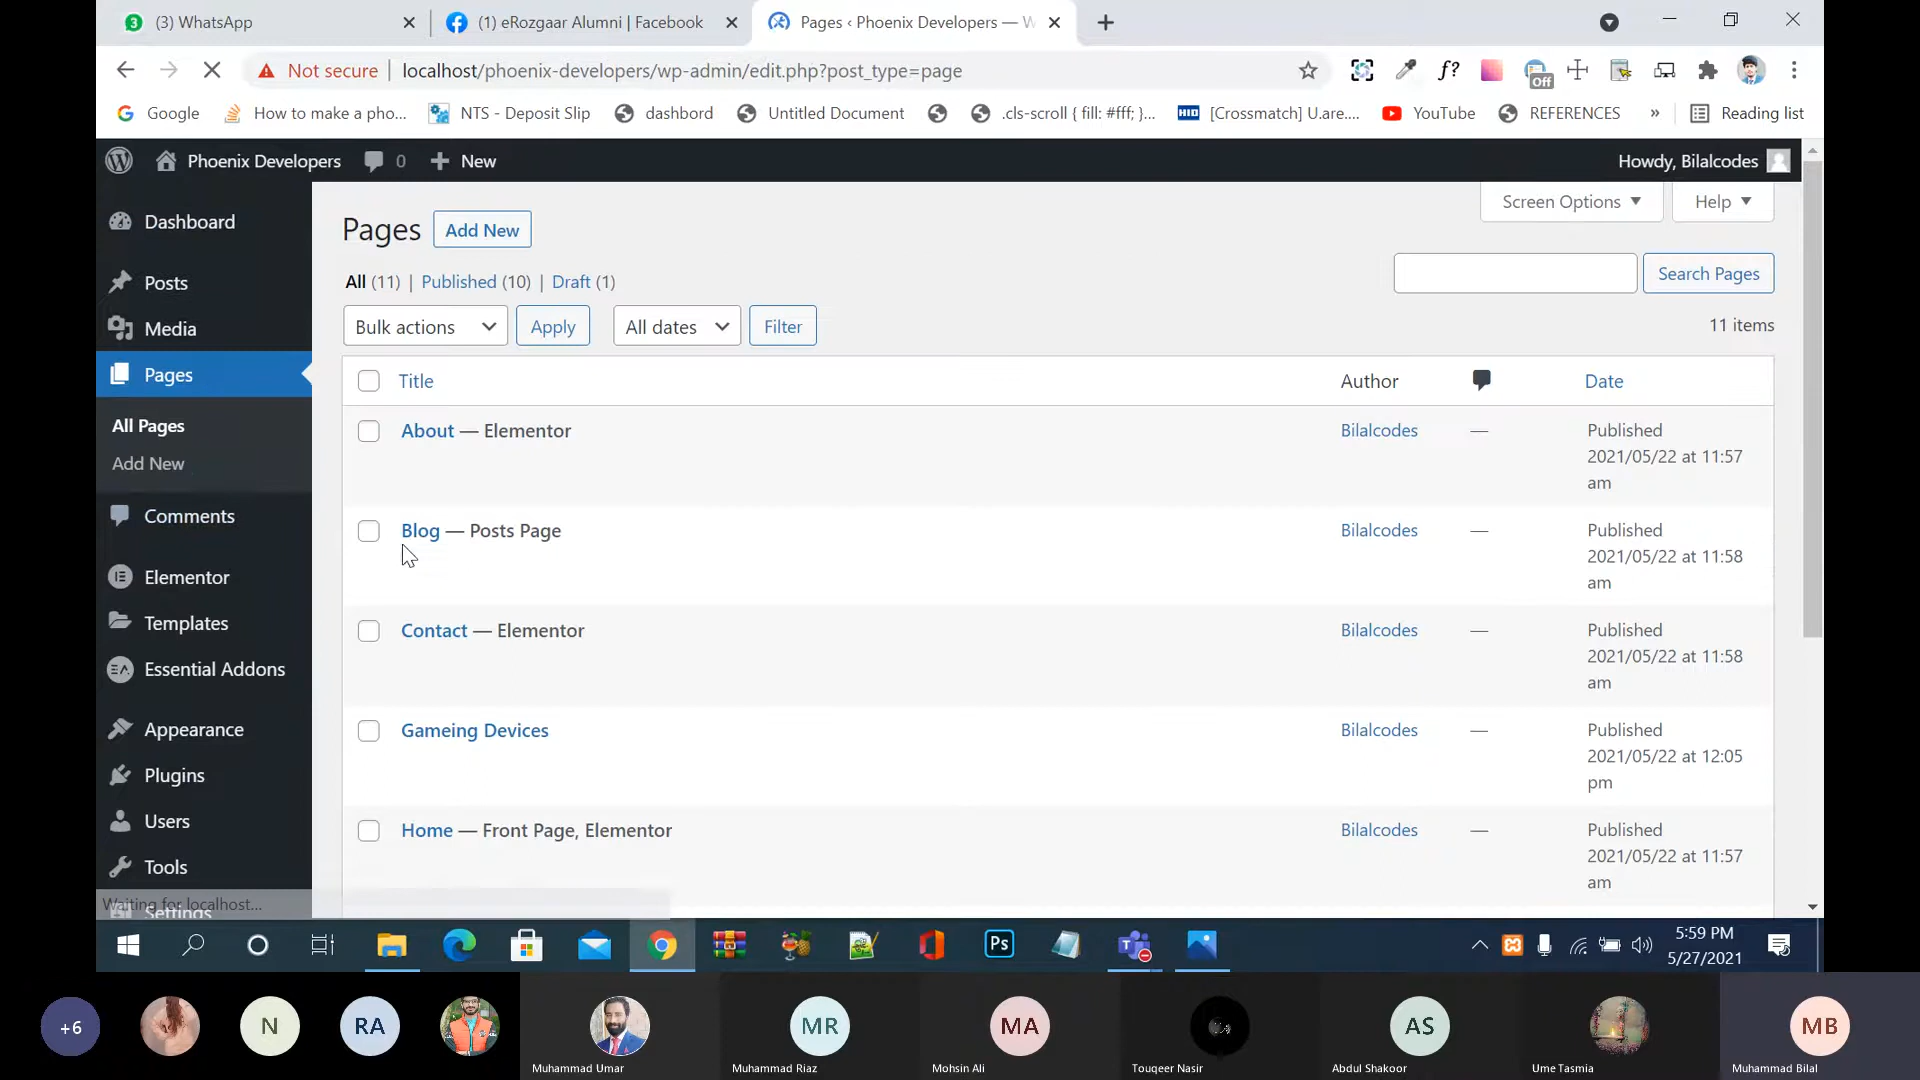 (3) WhatsApp
(1) eRozgaar Alumni | Facebook
Pages ‹ Phoenix Developers — W
Not secure
localhost/phoenix-developers/wp-admin/edit.php?post_type=page
f?
Off
Google
How to make a pho...
NTS - Deposit Slip
dashbord
Untitled Document
.cls-scroll { fill: #fff; }...
HID
[Crossmatch] U.are....
YouTube
REFERENCES
»
Reading list
Phoenix Developers
0
New
Howdy, Bilalcodes
Dashboard
Posts
Media
Pages
All Pages
Add New
Comments
Elementor
Templates
Essential Addons
Appearance
Plugins
Users
Tools
Settings
Waiting for localhost...
Screen Options
Help
Pages
Add New
All (11) | Published (10) | Draft (1)
Search Pages
Bulk actions
Apply
All dates
Filter
11 items
Title
Author
Date
About — Elementor
Bilalcodes
—
Published
2021/05/22 at 11:57
am
Blog — Posts Page
Bilalcodes
—
Published
2021/05/22 at 11:58
am
Contact — Elementor
Bilalcodes
—
Published
2021/05/22 at 11:58
am
Gameing Devices
Bilalcodes
—
Published
2021/05/22 at 12:05
pm
Home — Front Page, Elementor
Bilalcodes
—
Published
2021/05/22 at 11:57
am
Ps
5:59 PM
5/27/2021
+6
N
RA
Muhammad Umar
MR
Muhammad Riaz
MA
Mohsin Ali
Touqeer Nasir
AS
Abdul Shakoor
Ume Tasmia
MB
Muhammad Bilal